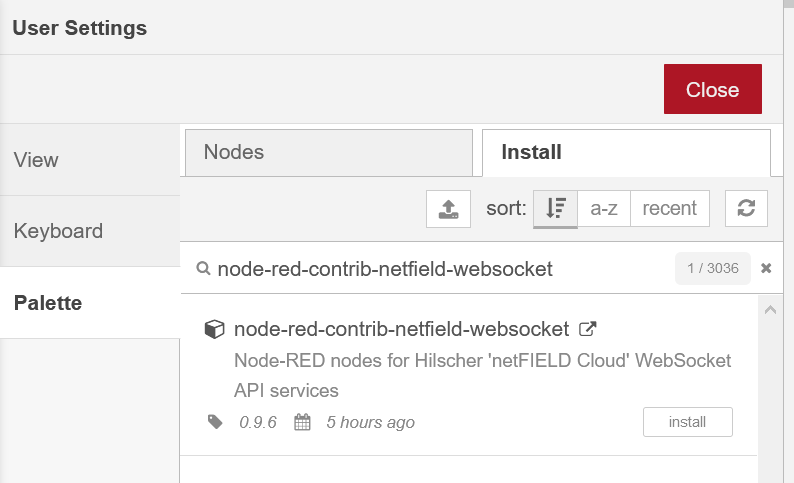 User Settings
Close
View
Keyboard
Palette
Nodes
Install
sort: a-z recent
node-red-contrib-netfield-websocket 1 / 3036
node-red-contrib-netfield-websocket
Node-RED nodes for Hilscher 'netFIELD Cloud' WebSocket
API services
0.9.6 5 hours ago install